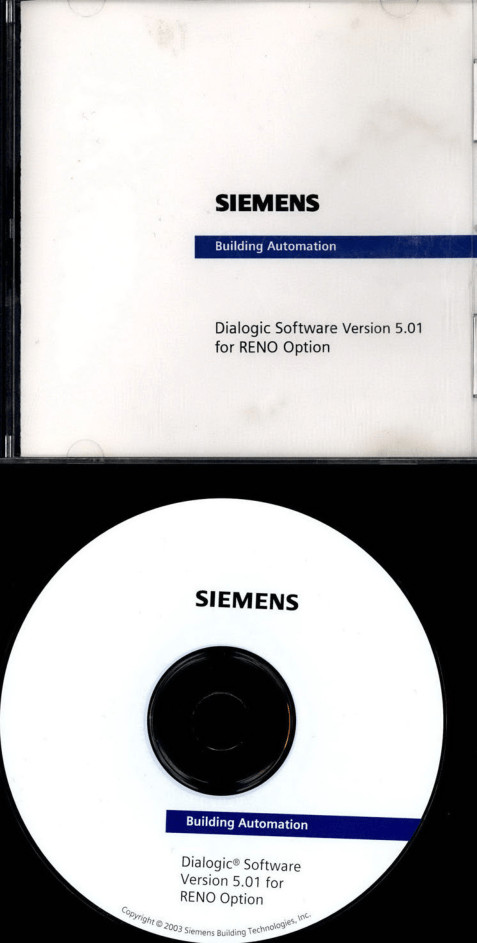 SIEMENS
Building Automation
Dialogic Software Version 5.01
for RENO Option
SIEMENS
Building Automation
Dialogic® Software
Version 5.01 for
RENO Option
Copyright © 2003 Siemens Building Technologies, Inc.